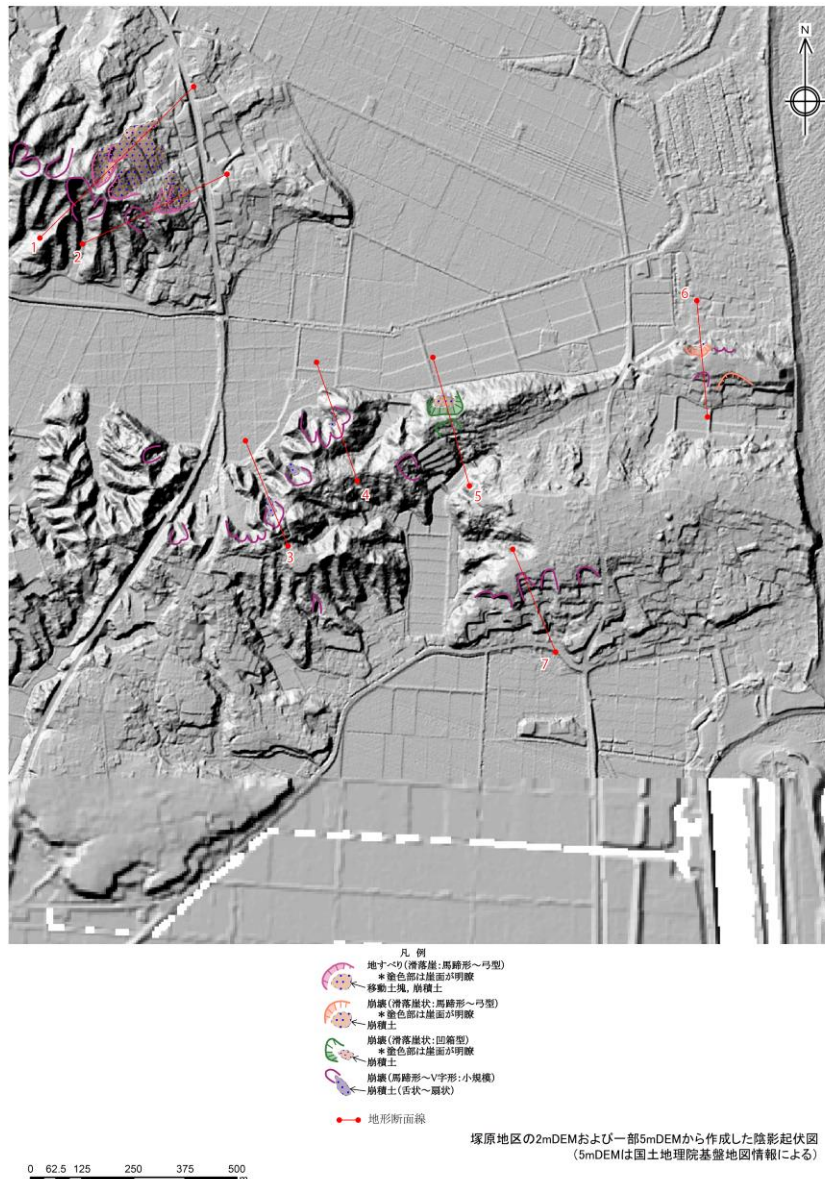 N
1
2
3
4
5
6
7
凡 例
地すべり(滑落崖:馬蹄形～弓型)
＊塗色部は崖面が明瞭
移動土塊, 崩積土
崩壊(滑落崖状:馬蹄形～弓型)
＊塗色部は崖面が明瞭
崩積土
崩壊(滑落崖状:凹箱型)
＊塗色部は崖面が明瞭
崩積土
崩壊(馬蹄形～V字形:小規模)
崩積土(舌状～扇状)
地形断面線
塚原地区の2mDEMおよび一部5mDEMから作成した陰影起伏図
(5mDEMは国土地理院基盤地図情報による)
0 62.5 125 250 375 500
m